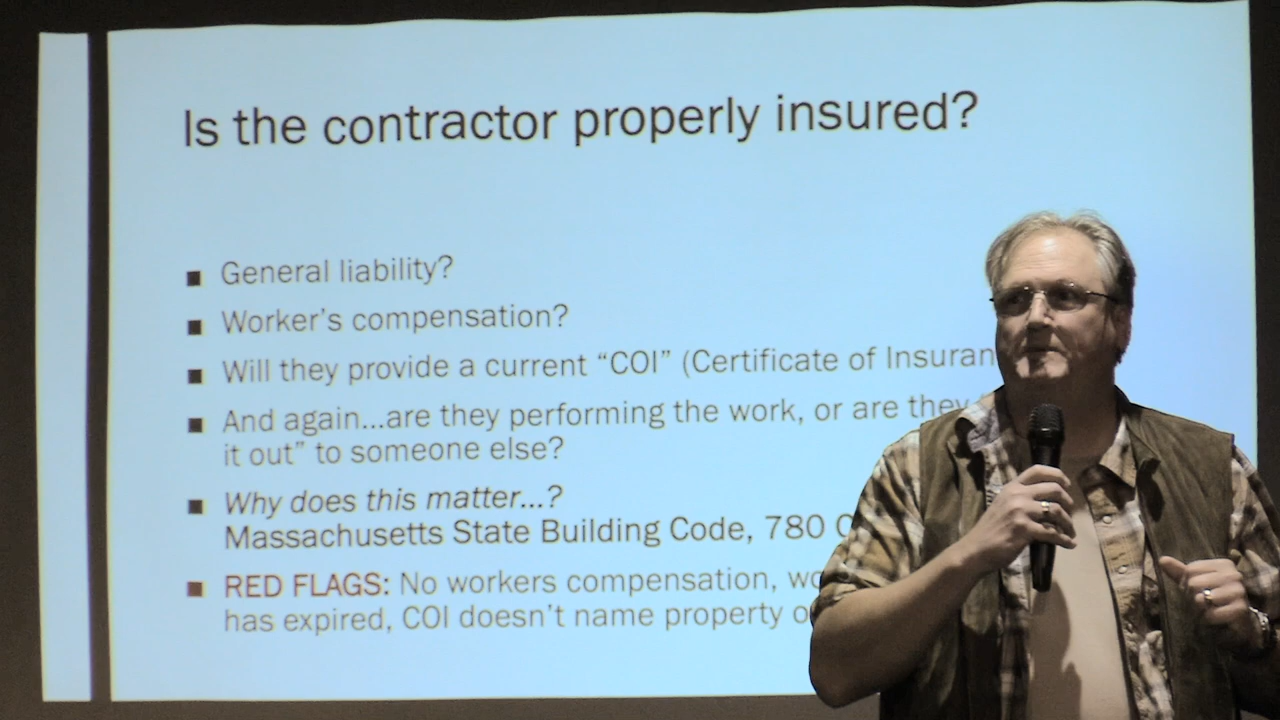 Is the contractor properly insured?
General liability?
Worker's compensation?
Will they provide a current “COI” (Certificate of
And again...are they performing the work, or are they
it out” to someone else?
Why does this matter...?
Massachusetts State Building Code, 780
RED FLAGS: No workers compensation,
has expired, COI doesn't name property